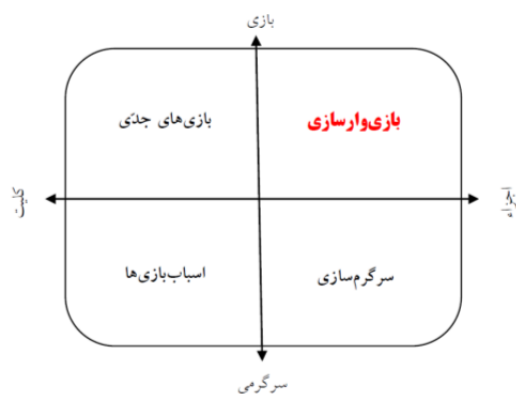 بازی
بازی‌وارسازی
بازی‌های جدّی
اجزاء
کلیت
سرگرم‌سازی
اسباب‌بازی‌ها
سرگرمی